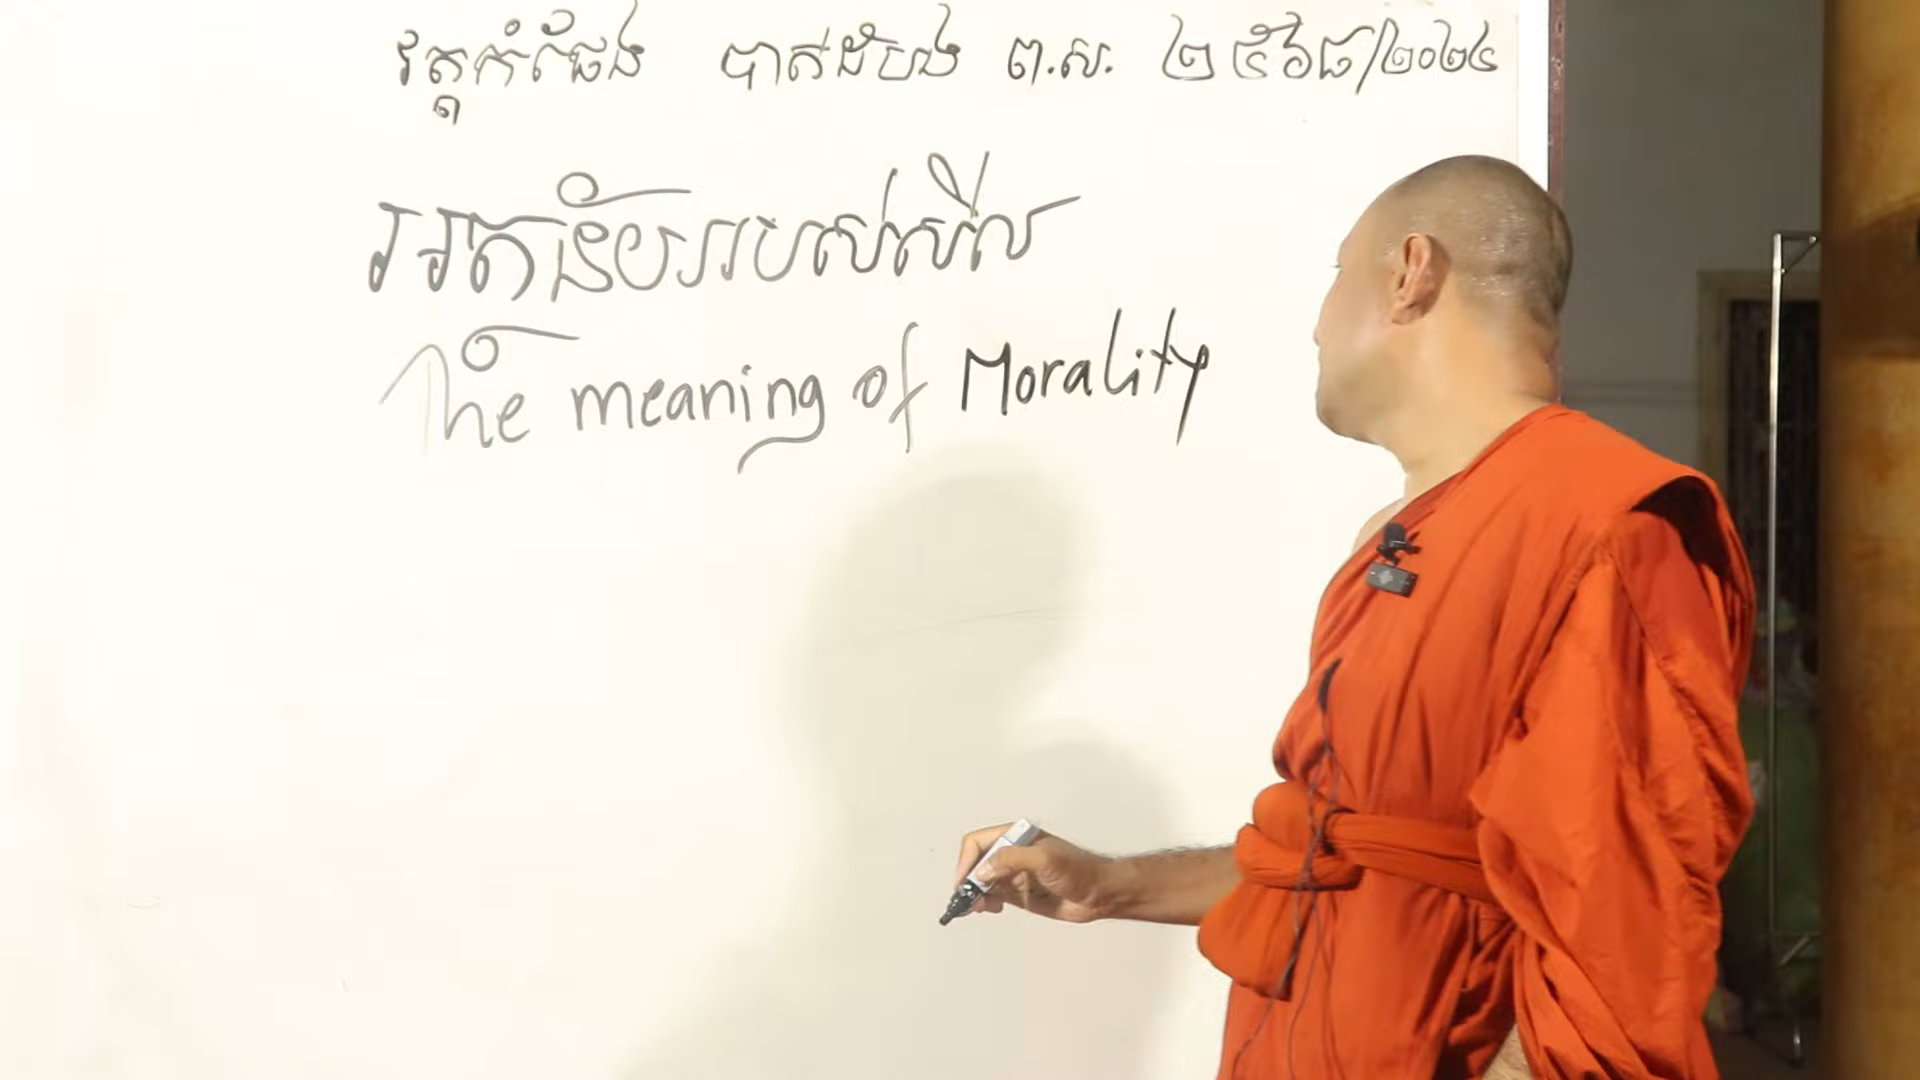 វត្តកំផែង បាត់ដំបង ព.ស. ២៥៦៨/២០២៤
អត្ថន័យរបស់សីល
The meaning of Morality